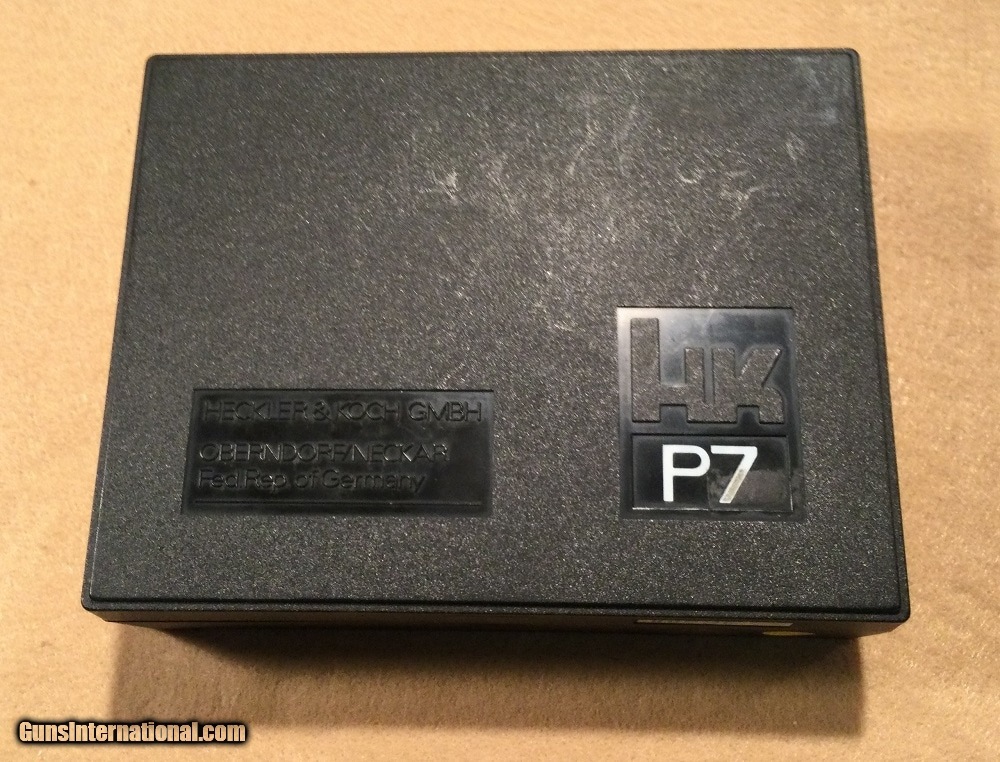 HECKLER & KOCH GMBH
OBERNDORF/NECKAR
Fed. Rep. of Germany
HK
P7
GunsInternational.com